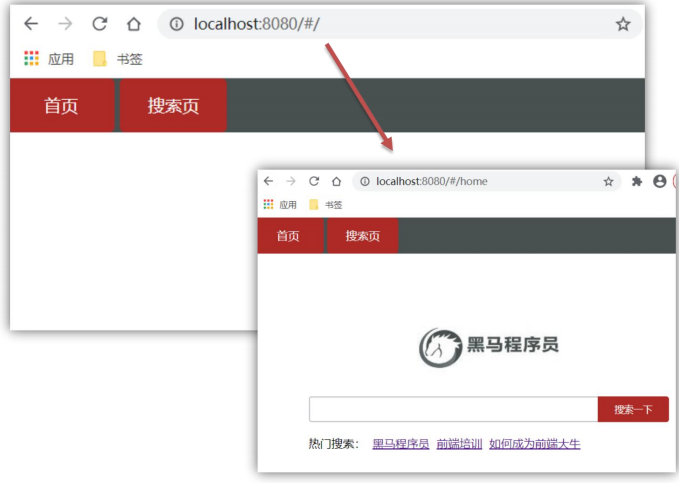 localhost:8080/#/
应用 书签
首页 搜索页
localhost:8080/#/home
应用 书签
首页 搜索页
黑马程序员
搜索一下
热门搜索： 黑马程序员 前端培训 如何成为前端大牛